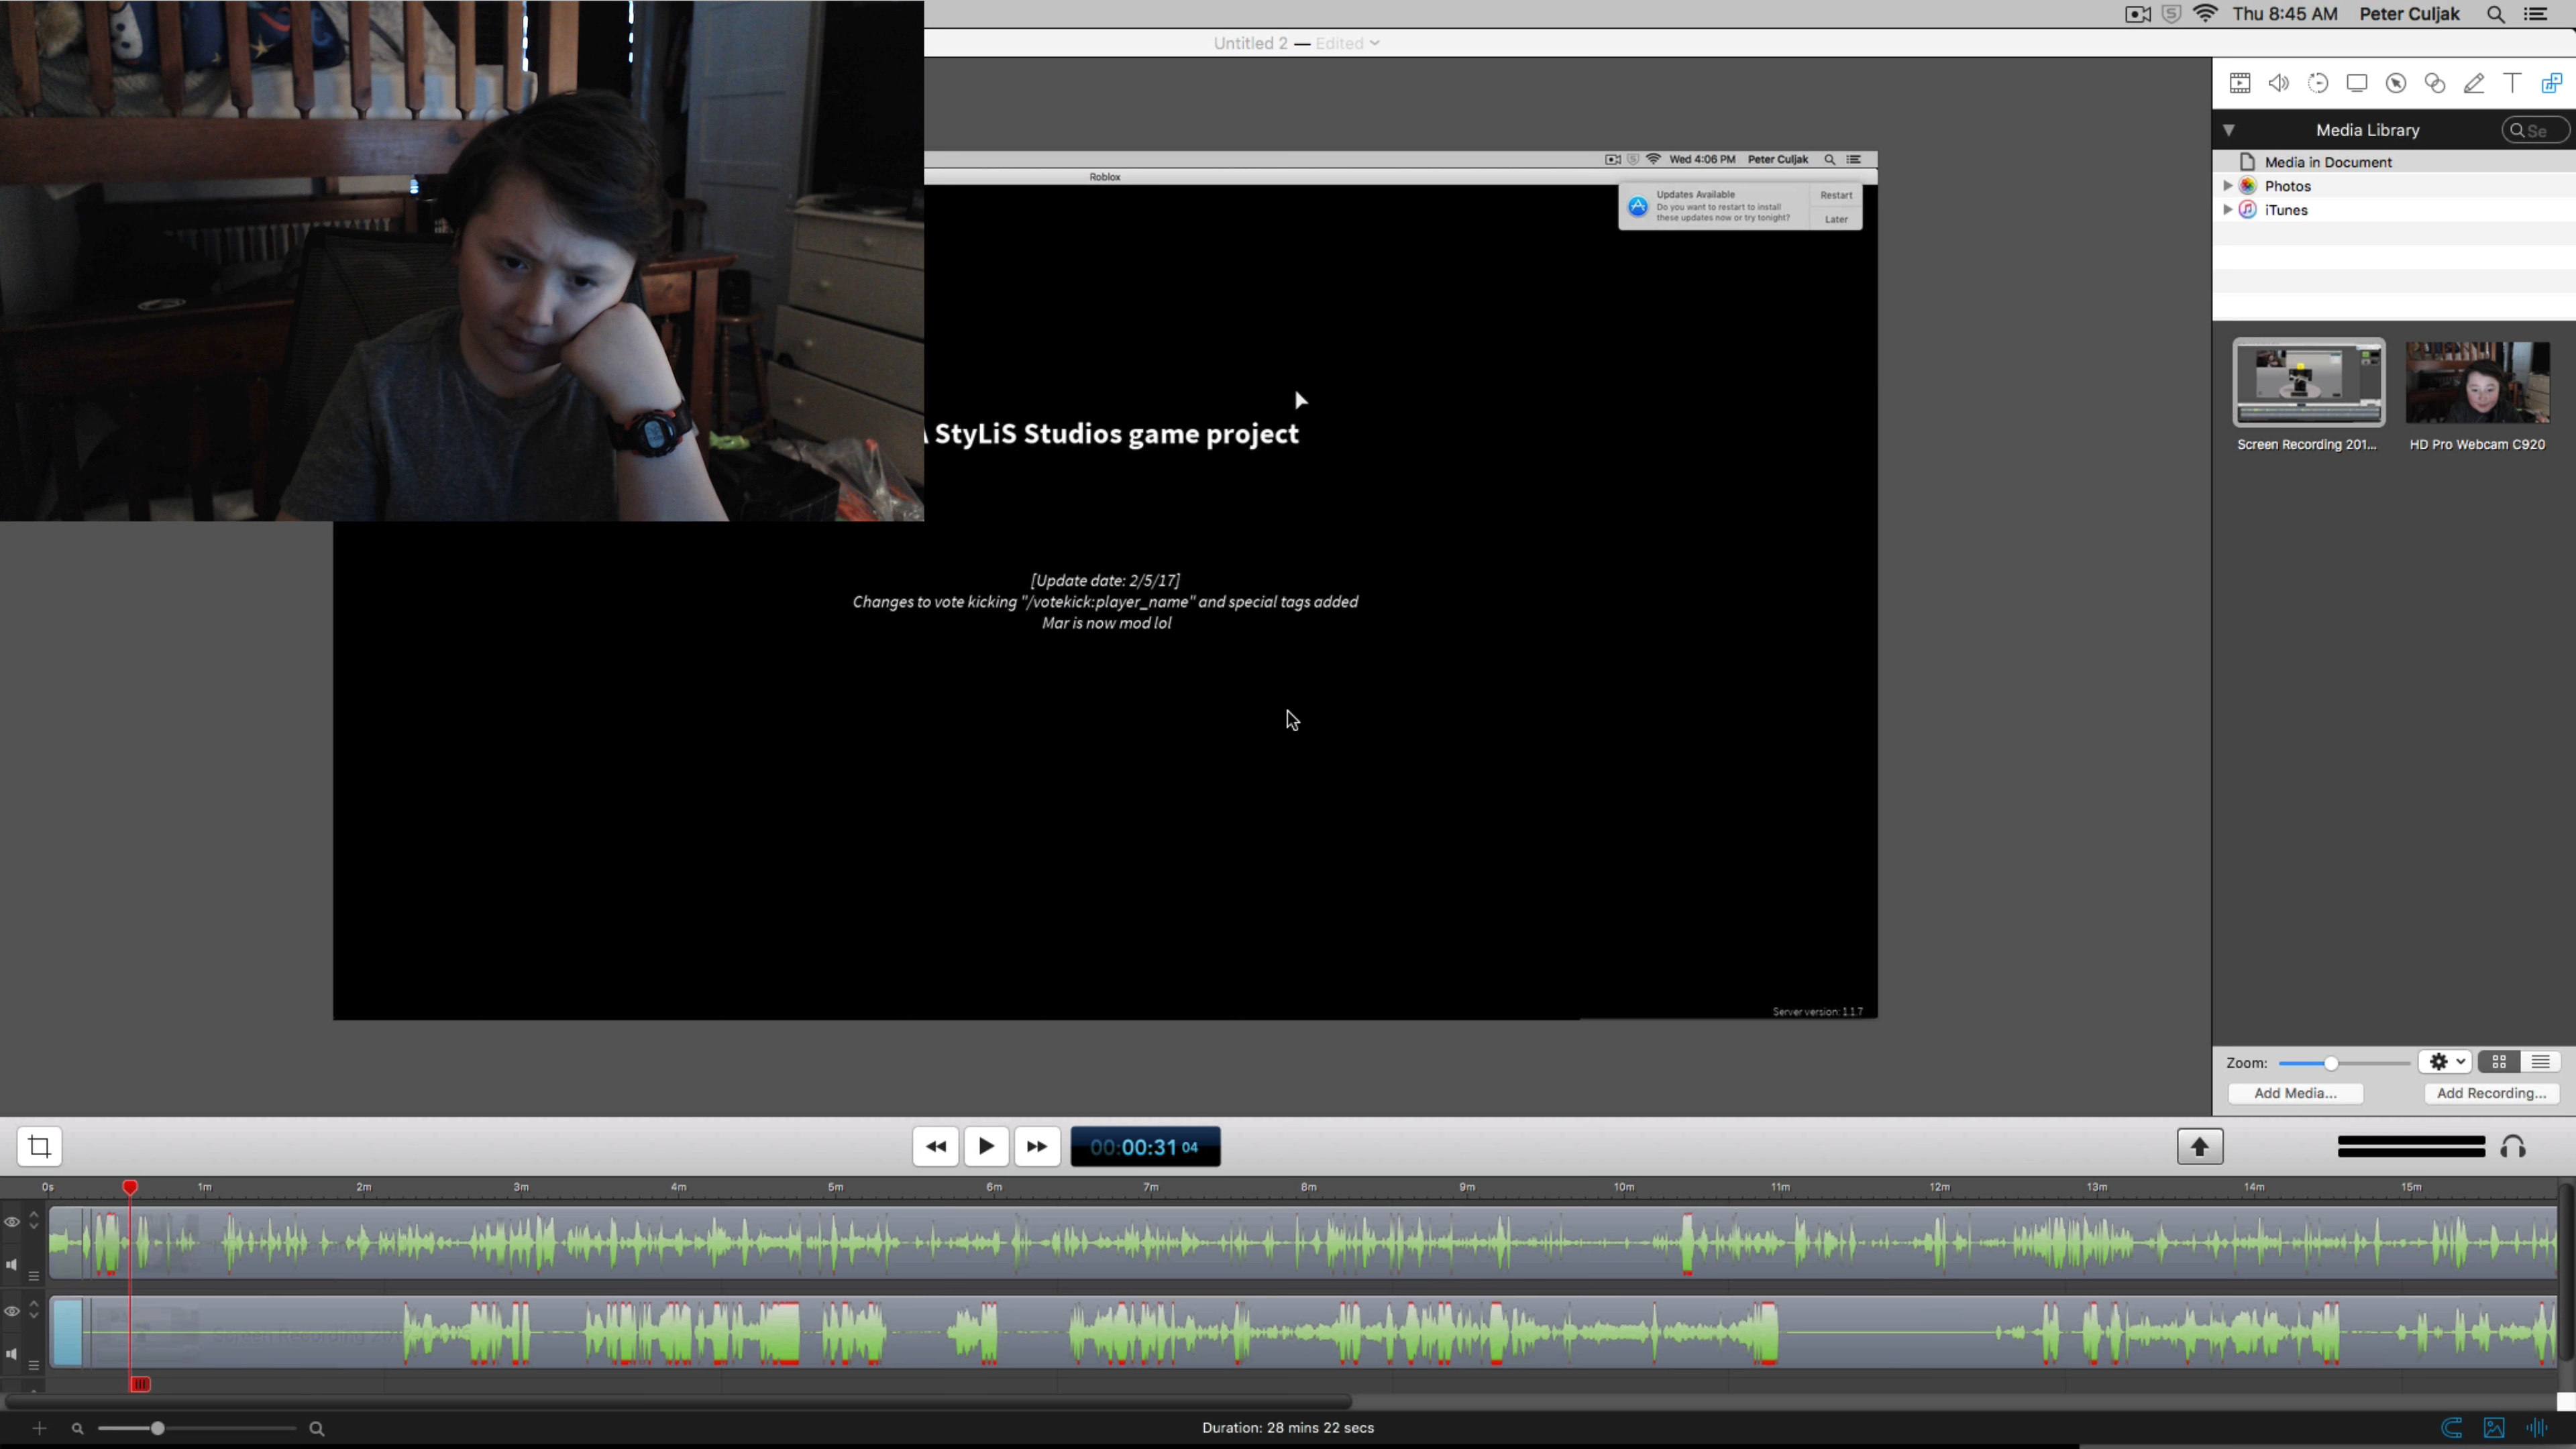 Thu 8:45 AM Peter Culjak
Untitled 2 — Edited
Media Library
Media in Document
Photos
iTunes
Wed 4:06 PM Peter Culjak
Roblox
Updates Available
Do you want to restart to install
these updates now or try tonight?
Restart
Later
StyLiS Studios game project
[Update date: 2/5/17]
Changes to vote kicking "/votekick:player_name" and special tags added
Mar is now mod lol
Server version: 1.1.7
Screen Recording 201...
HD Pro Webcam C920
Zoom:
Add Media...
Add Recording...
00:00:31 04
0s 1m 2m 3m 4m 5m 6m 7m 8m 9m 10m 11m 12m 13m 14m 15m
Screen Recording
Duration: 28 mins 22 secs